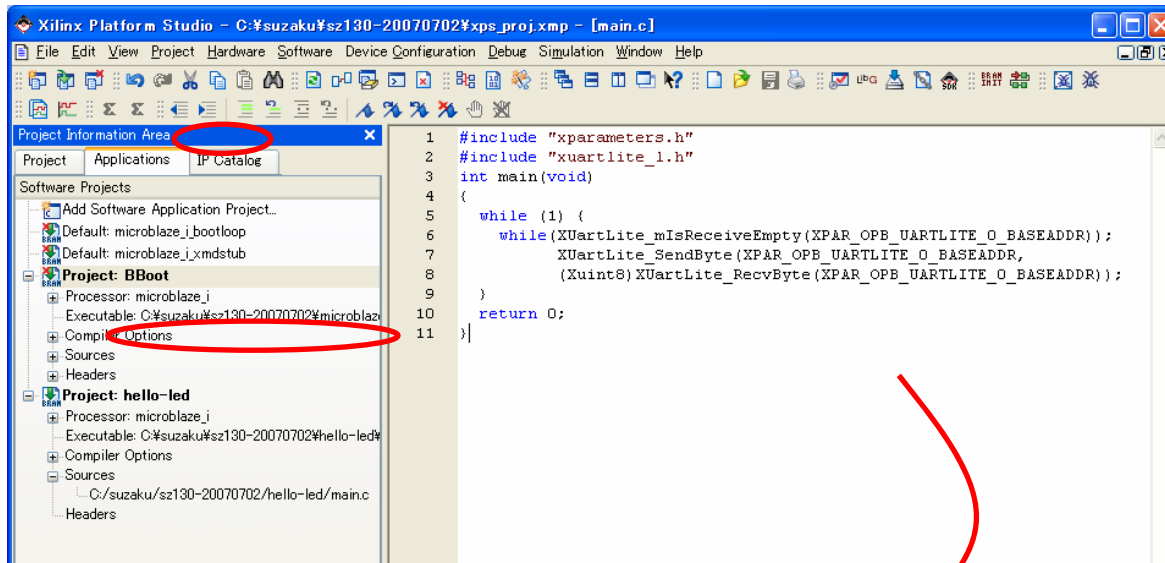 Xilinx Platform Studio - C:¥suzaku¥sz130-20070702¥xps_proj.xmp - [main.c]
File Edit View Project Hardware Software Device Configuration Debug Simulation Window Help
Project Information Area
Project Applications IP Catalog
Software Projects
Add Software Application Project...
Default: microblaze_i_bootloop
Default: microblaze_i_xmdstub
Project: BBoot
Processor: microblaze_i
Executable: C:¥suzaku¥sz130-20070702¥microblaz
Compiler Options
Sources
Headers
Project: hello-led
Processor: microblaze_i
Executable: C:¥suzaku¥sz130-20070702¥hello-led¥
Compiler Options
Sources
C:/suzaku/sz130-20070702/hello-led/main.c
Headers
1 #include "xparameters.h"
2 #include "xuartlite_l.h"
3 int main(void)
4 {
5 while (1) {
6 while(XUartLite_mIsReceiveEmpty(XPAR_OPB_UARTLITE_0_BASEADDR));
7 XUartLite_SendByte(XPAR_OPB_UARTLITE_0_BASEADDR,
8 (Xuint8)XUartLite_RecvByte(XPAR_OPB_UARTLITE_0_BASEADDR));
9 }
10 return 0;
11 }